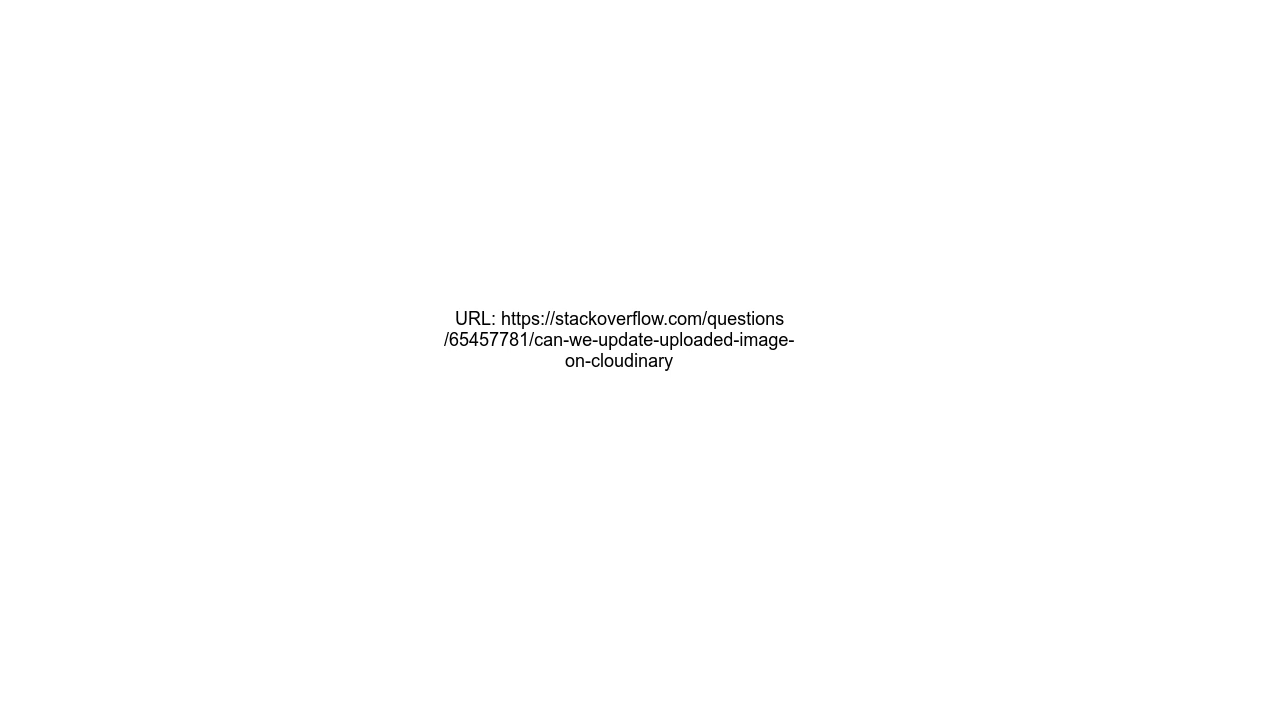 URL: https://stackoverflow.com/questions
/65457781/can-we-update-uploaded-image-
on-cloudinary